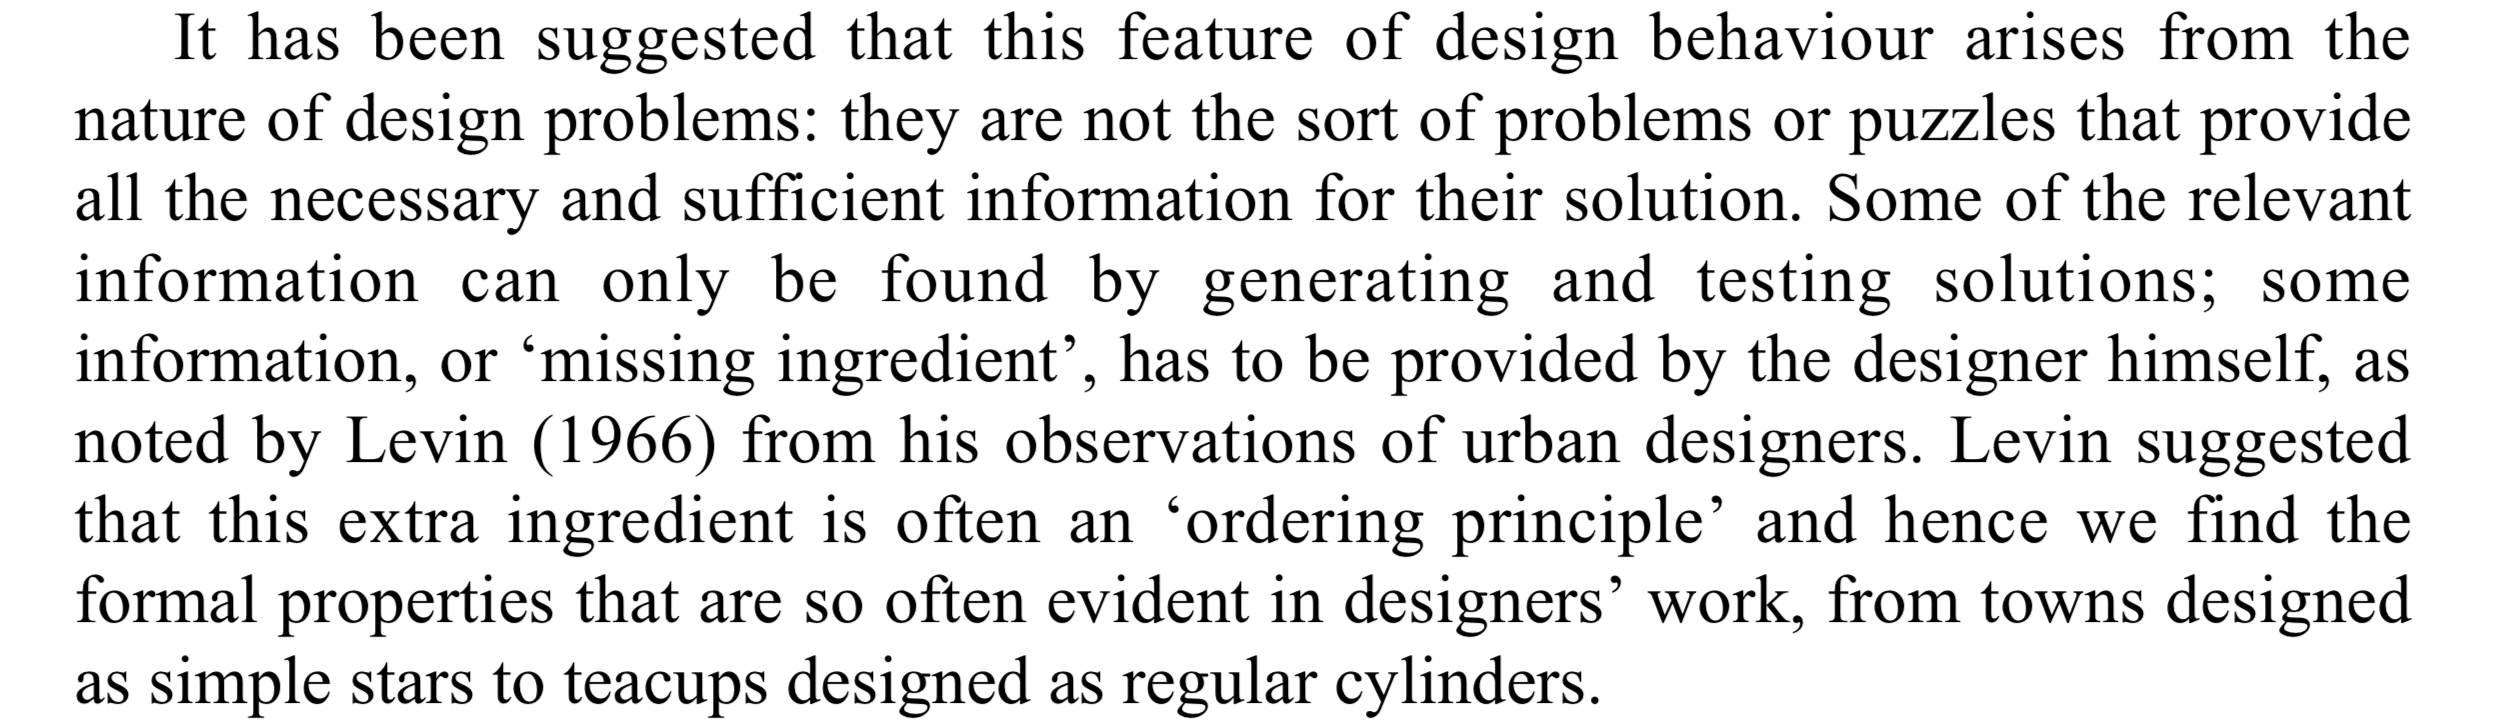 It has been suggested that this feature of design behaviour arises from the
nature of design problems: they are not the sort of problems or puzzles that provide
all the necessary and sufficient information for their solution. Some of the relevant
information can only be found by generating and testing solutions; some
information, or ‘missing ingredient’, has to be provided by the designer himself, as
noted by Levin (1966) from his observations of urban designers. Levin suggested
that this extra ingredient is often an ‘ordering principle’ and hence we find the
formal properties that are so often evident in designers’ work, from towns designed
as simple stars to teacups designed as regular cylinders.